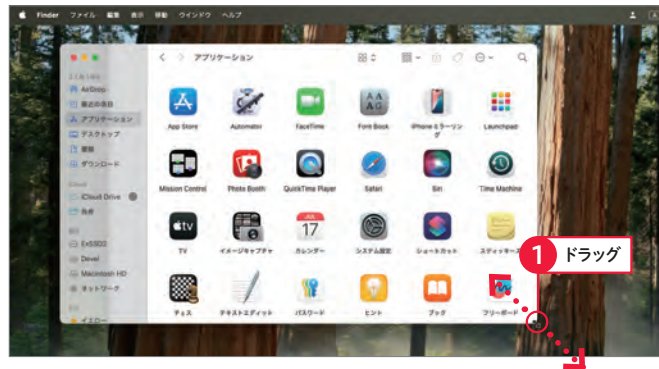 Finder ファイル 編集 表示 移動 ウインドウ ヘルプ
アプリケーション
よく使う項目
AirDrop
最近の項目
アプリケーション
デスクトップ
書類
ダウンロード
iCloud
iCloud Drive
共有
Devel
Macintosh HD
ネットワーク
イエロー
App Store Automator FaceTime Font Book iPhoneミラーリング Launchpad
Mission Control Photo Booth QuickTime Player Safari Siri Time Machine
tv
JUL
17
TV イメージキャプチャ カレンダー システム設定 ショートカット スティッキーズ
チェス テキストエディット パスワード ヒント ブック フリーボード
1 ドラッグ